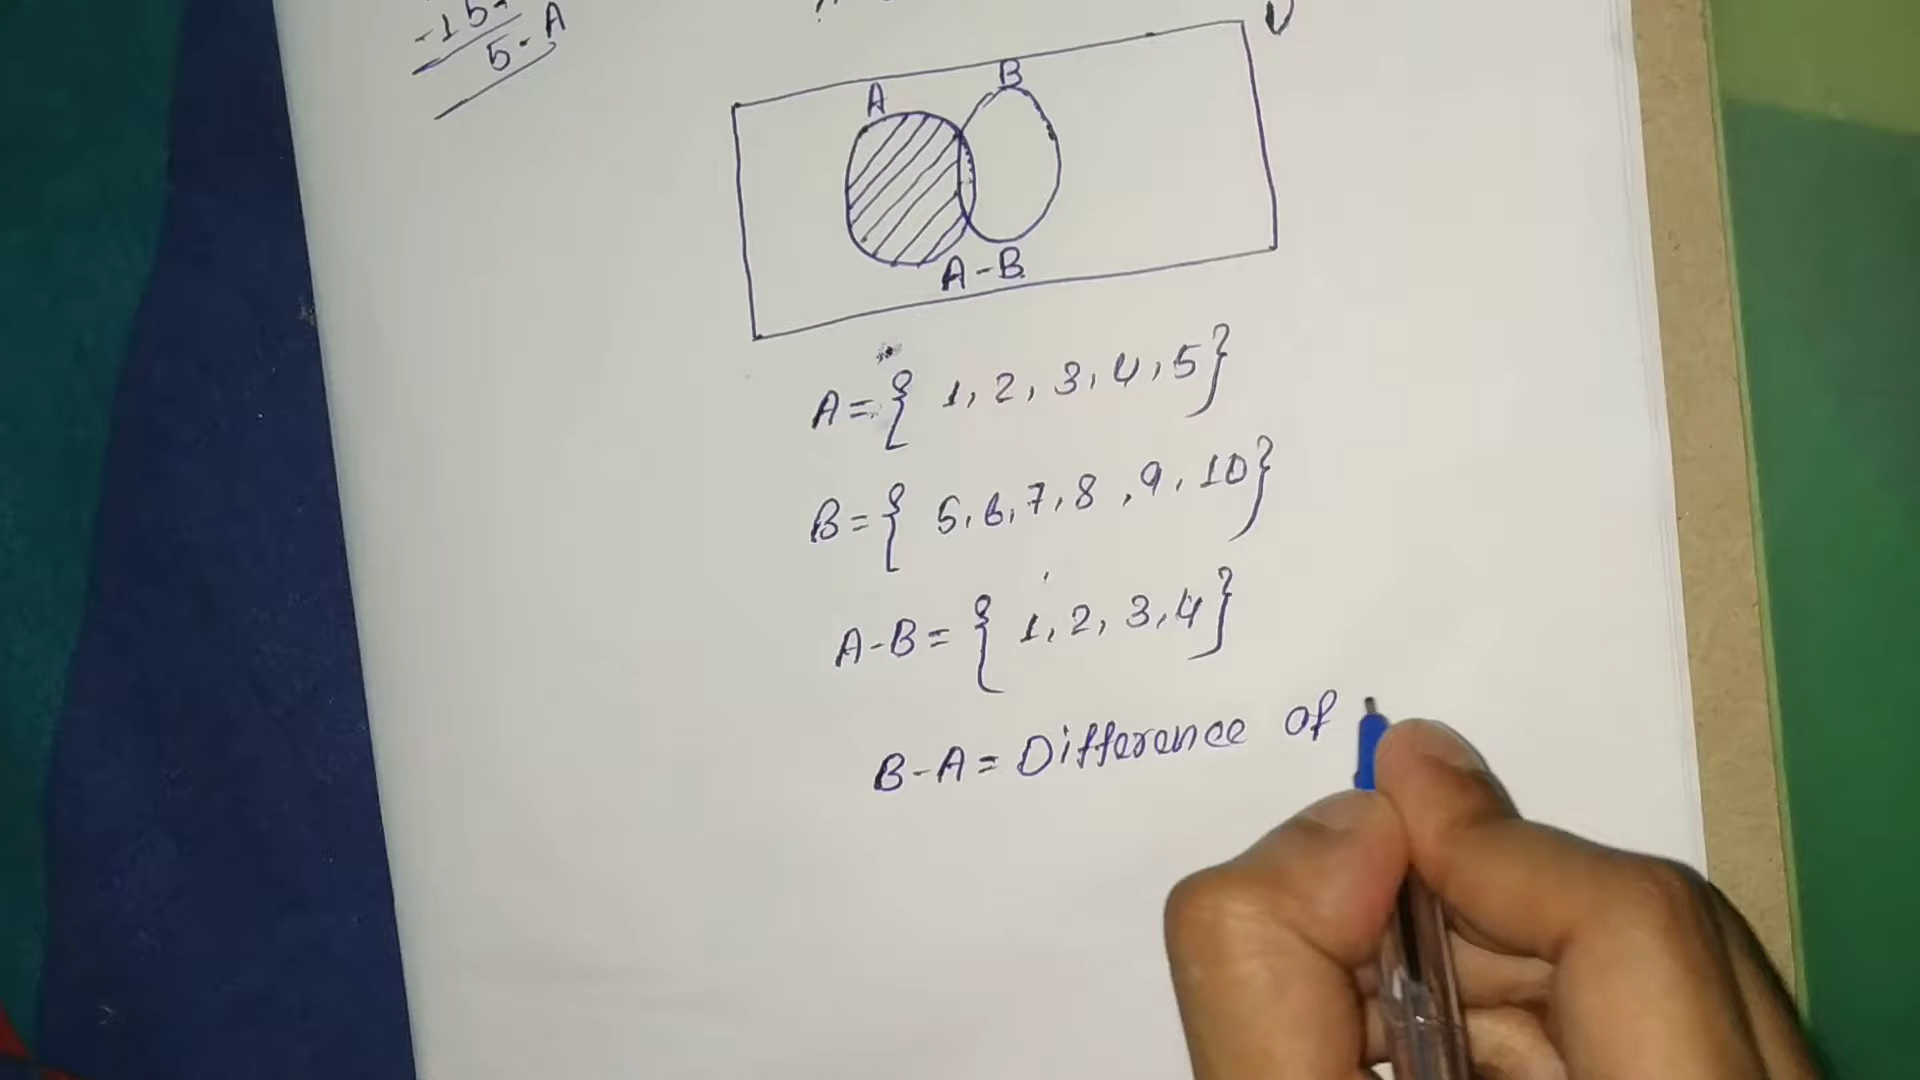 5-A
U
A
B
A-B
A={ 1, 2, 3, 4, 5}
B={ 5, 6, 7, 8, 9, 10}
A-B= { 1, 2, 3, 4}
B-A= Difference of